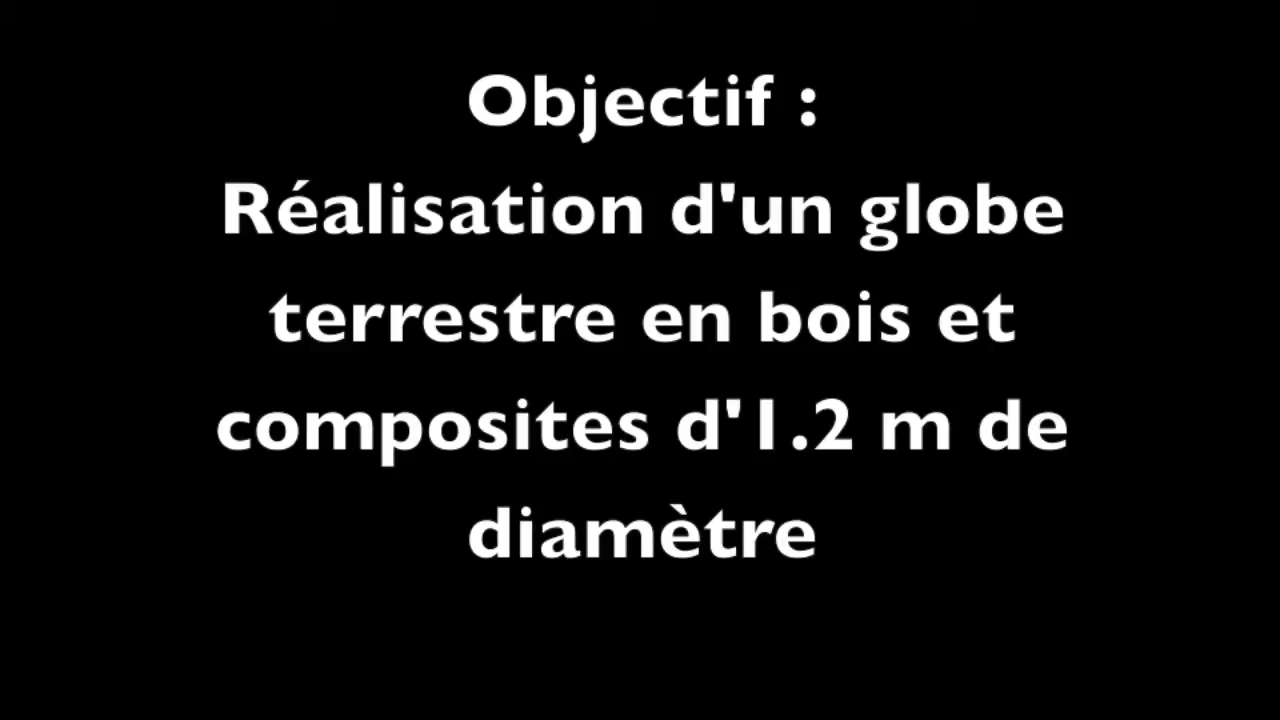 Objectif :
Réalisation d'un globe
terrestre en bois et
composites d'1.2 m de
diamètre